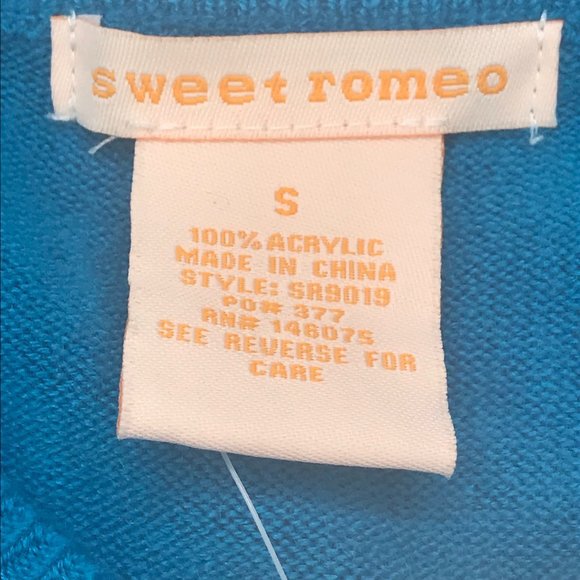 sweet romeo
S
100% ACRYLIC
MADE IN CHINA
STYLE: SR9019
PO# 377
RN# 146075
SEE REVERSE FOR
CARE